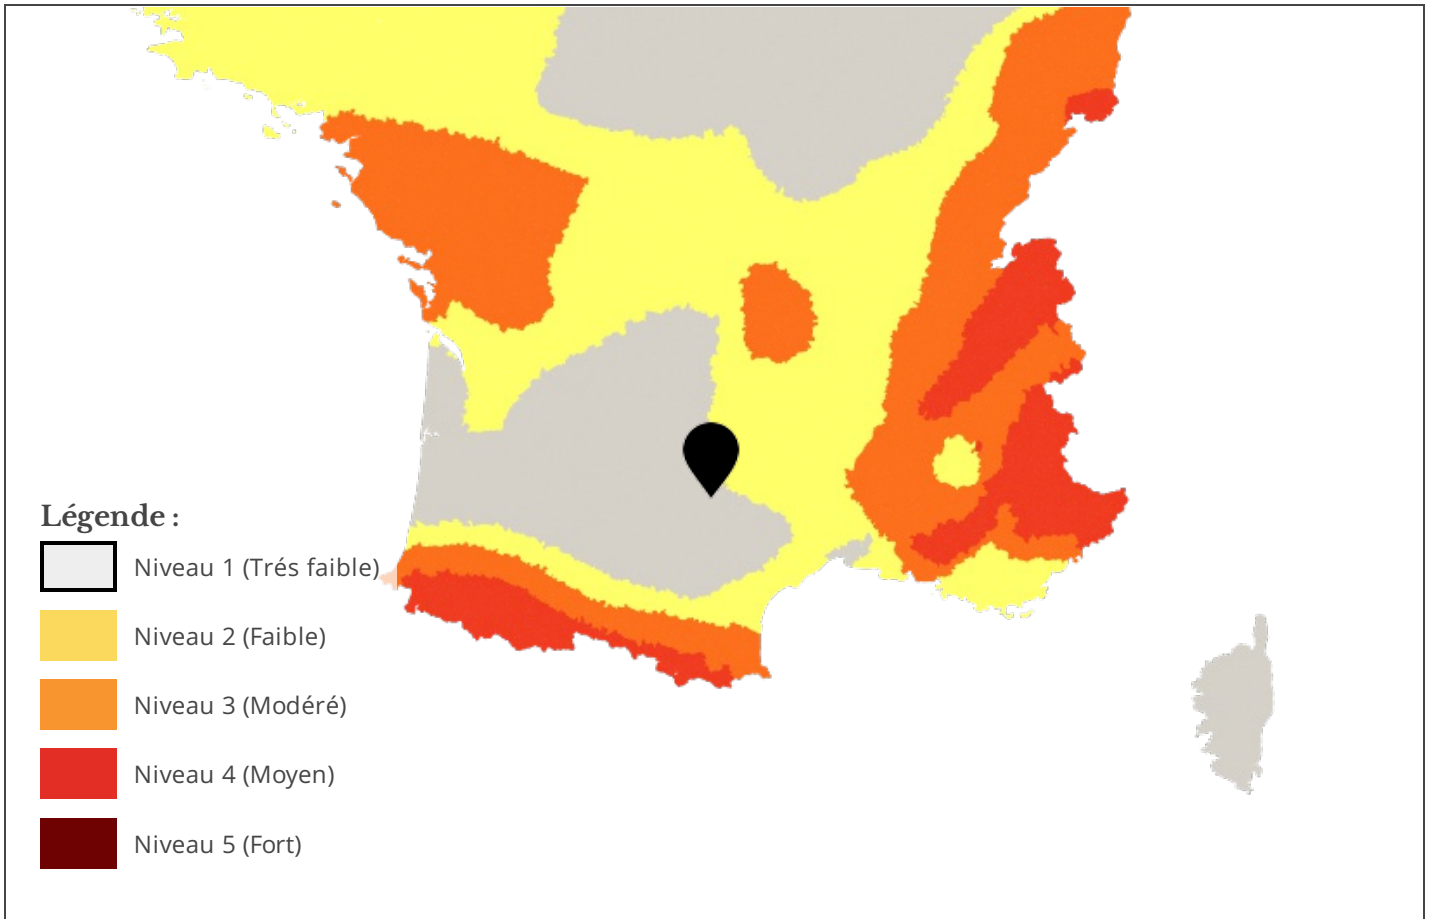 Légende :
Niveau 1 (Trés faible)
Niveau 2 (Faible)
Niveau 3 (Modéré)
Niveau 4 (Moyen)
Niveau 5 (Fort)